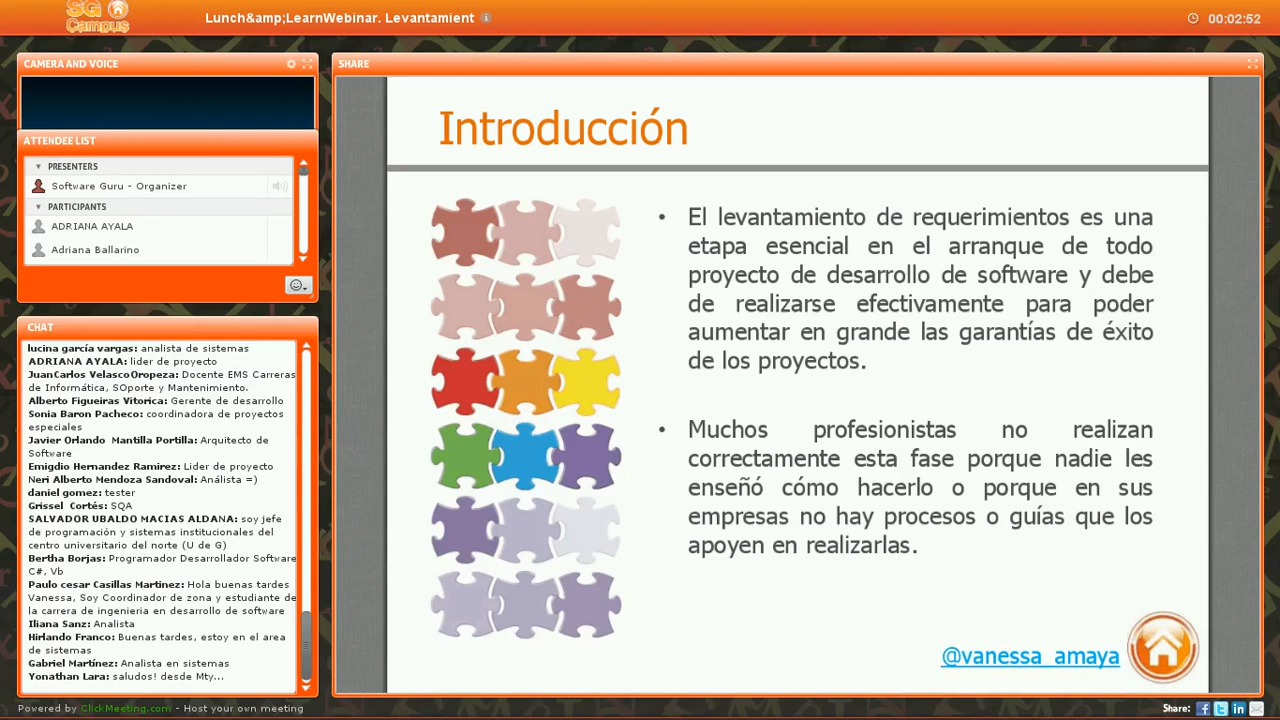 SG
Campus
Lunch&amp;LearnWebinar. Levantamient
00:02:52
CAMERA AND VOICE
ATTENDEE LIST
PRESENTERS
Software Guru - Organizer
PARTICIPANTS
ADRIANA AYALA
Adriana Ballarino
CHAT
lucina garcía vargas: analista de sistemas
ADRIANA AYALA: lider de proyecto
JuanCarlos VelascoOropeza: Docente EMS Carreras
de Informática, SOporte y Mantenimiento.
Alberto Figueiras Vitorica: Gerente de desarrollo
Sonia Baron Pacheco: coordinadora de proyectos
especiales
Javier Orlando Mantilla Portilla: Arquitecto de
Software
Emigdio Hernandez Ramirez: Lider de proyecto
Neri Alberto Mendoza Sandoval: Análista =)
daniel gomez: tester
Grissel Cortés: SQA
SALVADOR UBALDO MACIAS ALDANA: soy jefe
de programación y sistemas institucionales del
centro universitario del norte (U de G)
Bertha Borjas: Programador Desarrollador Software
C#, Vb
Paulo cesar Casillas Martinez: Hola buenas tardes
Vanessa, Soy Coordinador de zona y estudiante de
la carrera de ingenieria en desarrollo de software
Iliana Sanz: Analista
Hirlando Franco: Buenas tardes, estoy en el area
de sistemas
Gabriel Martínez: Analista en sistemas
Yonathan Lara: saludos! desde Mty...
SHARE
Introducción
• El levantamiento de requerimientos es una
etapa esencial en el arranque de todo
proyecto de desarrollo de software y debe
de realizarse efectivamente para poder
aumentar en grande las garantías de éxito
de los proyectos.
• Muchos profesionistas no realizan
correctamente esta fase porque nadie les
enseñó cómo hacerlo o porque en sus
empresas no hay procesos o guías que los
apoyen en realizarlas.
@vanessa_amaya
Powered by ClickMeeting.com - Host your own meeting
Share: